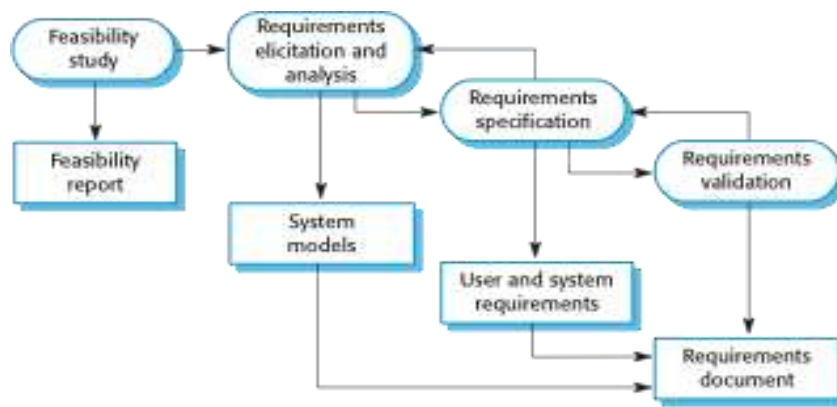 Feasibility
study
Requirements
elicitation and
analysis
Requirements
specification
Feasibility
report
Requirements
validation
System
models
User and system
requirements
Requirements
document